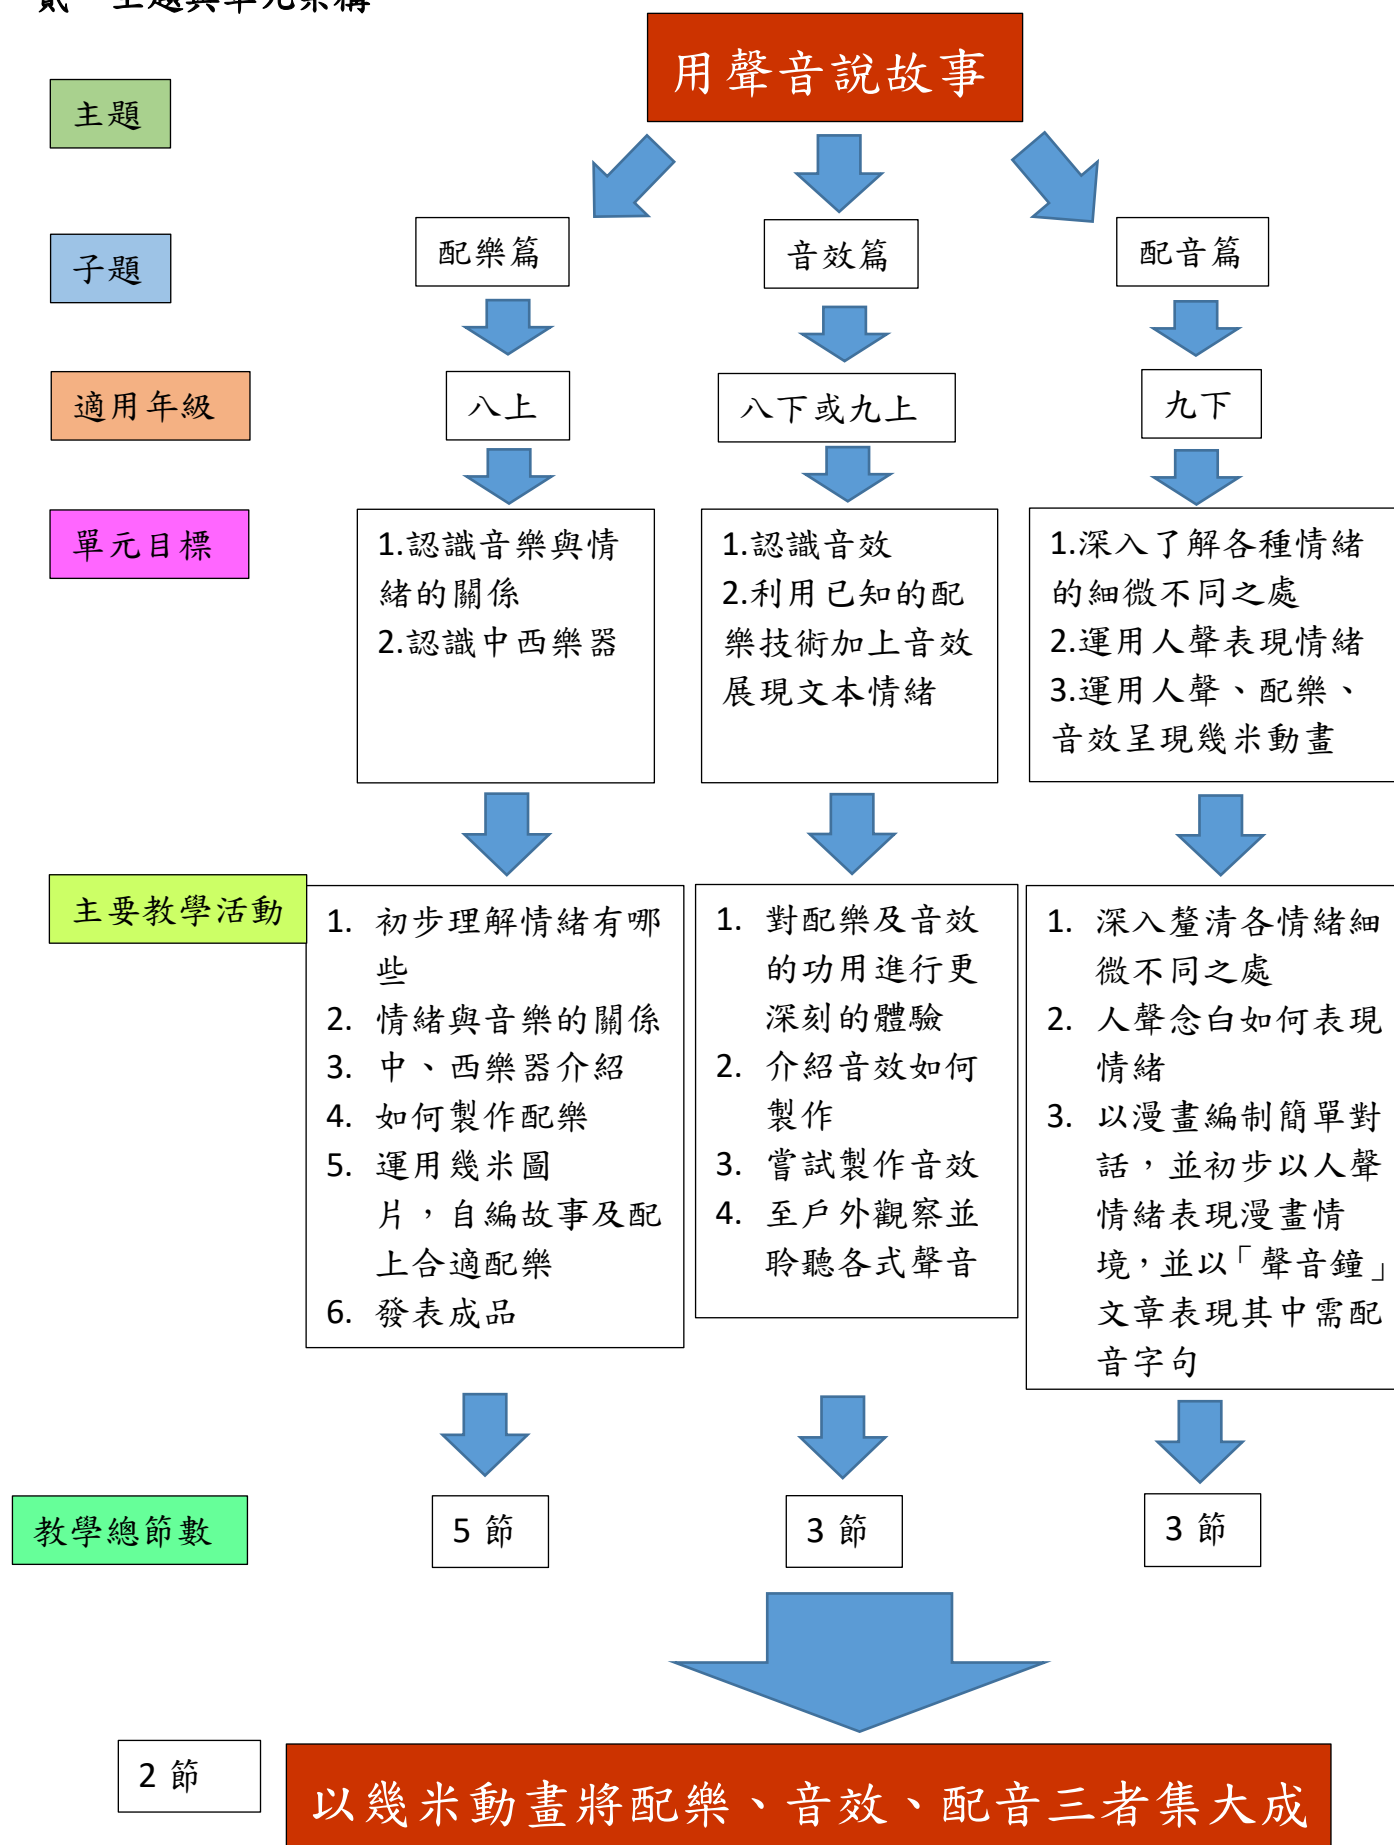 貳、主題與單元架構
用聲音說故事
主題
子題
配樂篇
音效篇
配音篇
適用年級
八上
八下或九上
九下
單元目標
1.認識音樂與情
緒的關係
2.認識中西樂器
1.認識音效
2.利用已知的配
樂技術加上音效
展現文本情緒
1.深入了解各種情緒
的細微不同之處
2.運用人聲表現情緒
3.運用人聲、配樂、
音效呈現幾米動畫
主要教學活動
1. 初步理解情緒有哪
些
2. 情緒與音樂的關係
3. 中、西樂器介紹
4. 如何製作配樂
5. 運用幾米圖
片，自編故事及配
上合適配樂
6. 發表成品
1. 對配樂及音效
的功用進行更
深刻的體驗
2. 介紹音效如何
製作
3. 嘗試製作音效
4. 至戶外觀察並
聆聽各式聲音
1. 深入釐清各情緒細
微不同之處
2. 人聲念白如何表現
情緒
3. 以漫畫編制簡單對
話，並初步以人聲
情緒表現漫畫情
境，並以「聲音鐘」
文章表現其中需配
音字句
教學總節數
5 節
3 節
3 節
2 節
以幾米動畫將配樂、音效、配音三者集大成